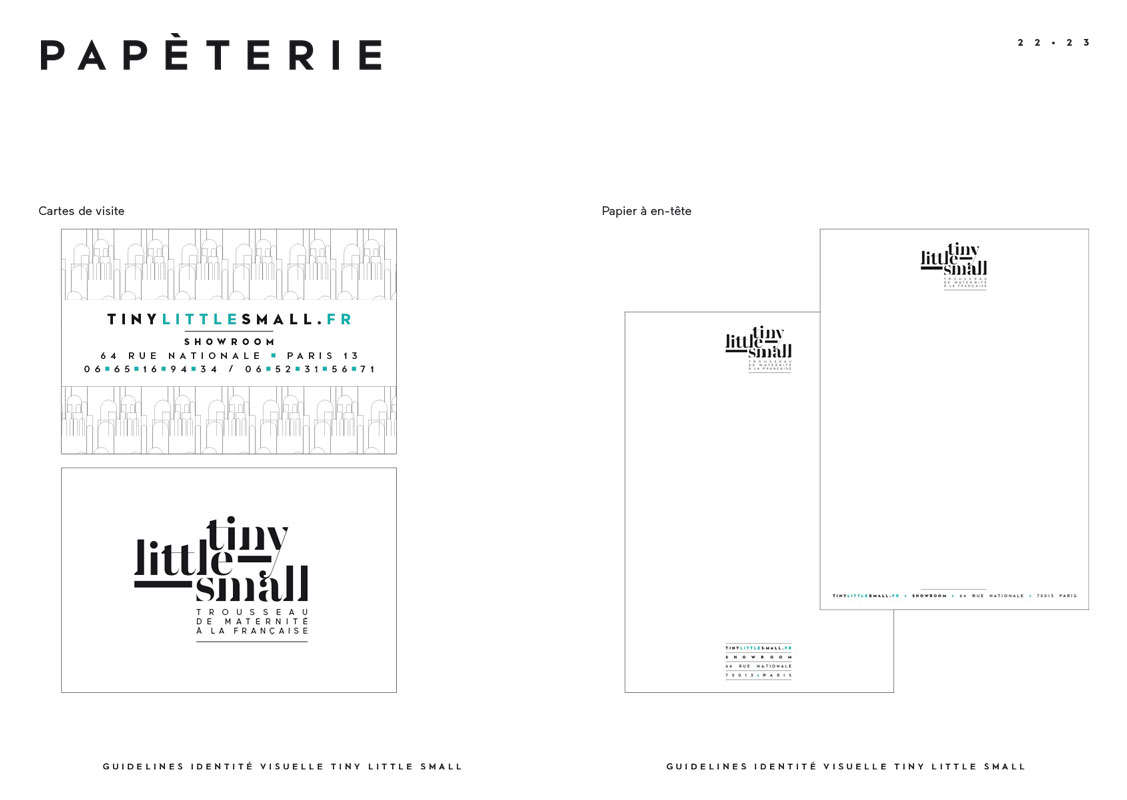 PAPÈTERIE
22 • 23
Cartes de visite
TINYLITTLESMALL.FR
SHOWROOM
64 RUE NATIONALE ▪ PARIS 13
06▪65▪16▪94▪34 / 06▪52▪31▪56▪71
tiny
little
small
TROUSSEAU
DE MATERNITÉ
À LA FRANÇAISE
Papier à en-tête
tiny
little
small
TROUSSEAU
DE MATERNITÉ
À LA FRANÇAISE
TINYLITTLESMALL.FR
SHOWROOM
64 RUE NATIONALE
75013 ▪ PARIS
tiny
little
small
TROUSSEAU
DE MATERNITÉ
À LA FRANÇAISE
TINYLITTLESMALL.FR ▪ SHOWROOM ▪ 64 RUE NATIONALE ▪ 75013 PARIS
GUIDELINES IDENTITÉ VISUELLE TINY LITTLE SMALL
GUIDELINES IDENTITÉ VISUELLE TINY LITTLE SMALL